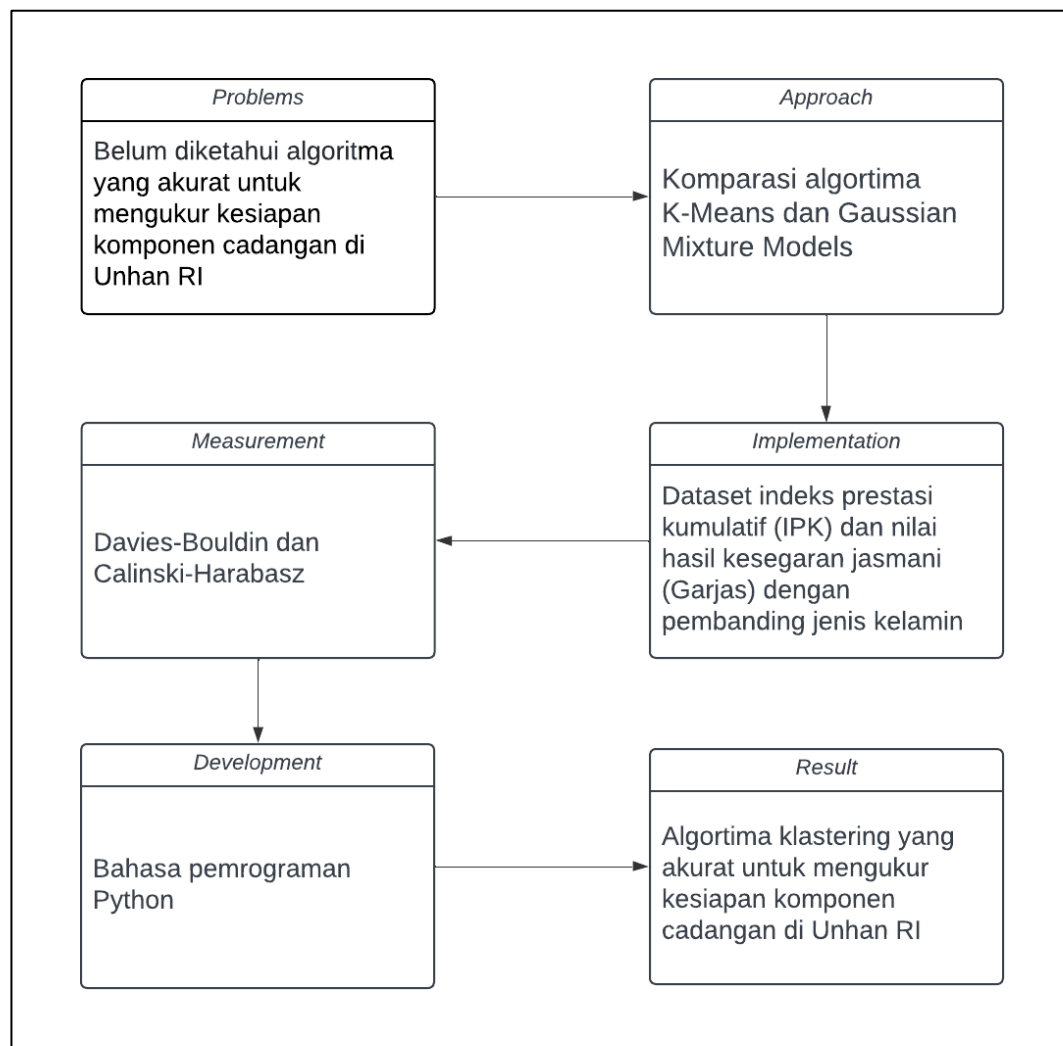 Problems
Belum diketahui algoritma
yang akurat untuk
mengukur kesiapan
komponen cadangan di
Unhan RI
Approach
Komparasi algortima
K-Means dan Gaussian
Mixture Models
Measurement
Davies-Bouldin dan
Calinski-Harabasz
Implementation
Dataset indeks prestasi
kumulatif (IPK) dan nilai
hasil kesegaran jasmani
(Garjas) dengan
pembanding jenis kelamin
Development
Bahasa pemrograman
Python
Result
Algortima klastering yang
akurat untuk mengukur
kesiapan komponen
cadangan di Unhan RI